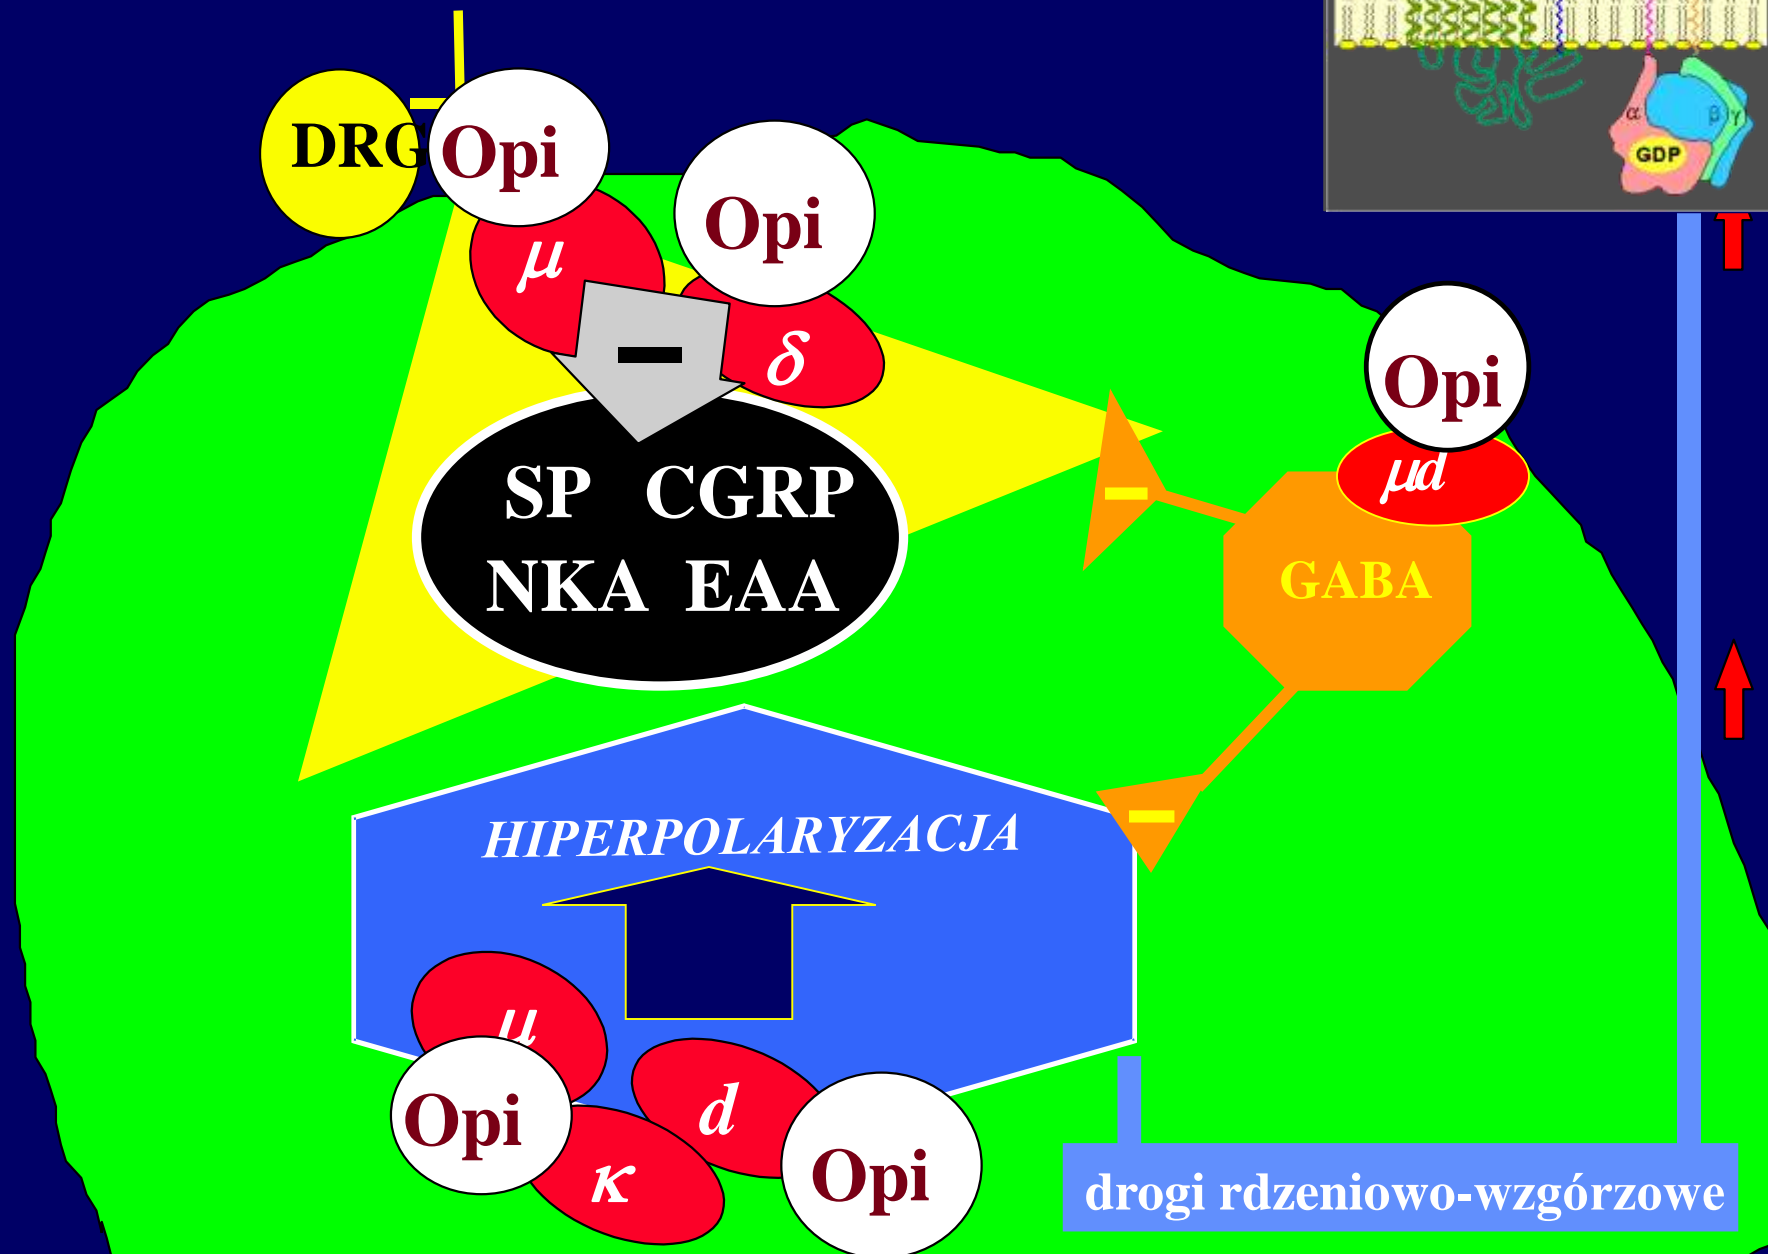 α
β
γ
GDP
DRG
Opi
Opi
μ
δ
Opi
μd
SP CGRP
NKA EAA
GABA
HIPERPOLARYZACJA
μ
Opi
d
κ
Opi
drogi rdzeniowo-wzgórzowe